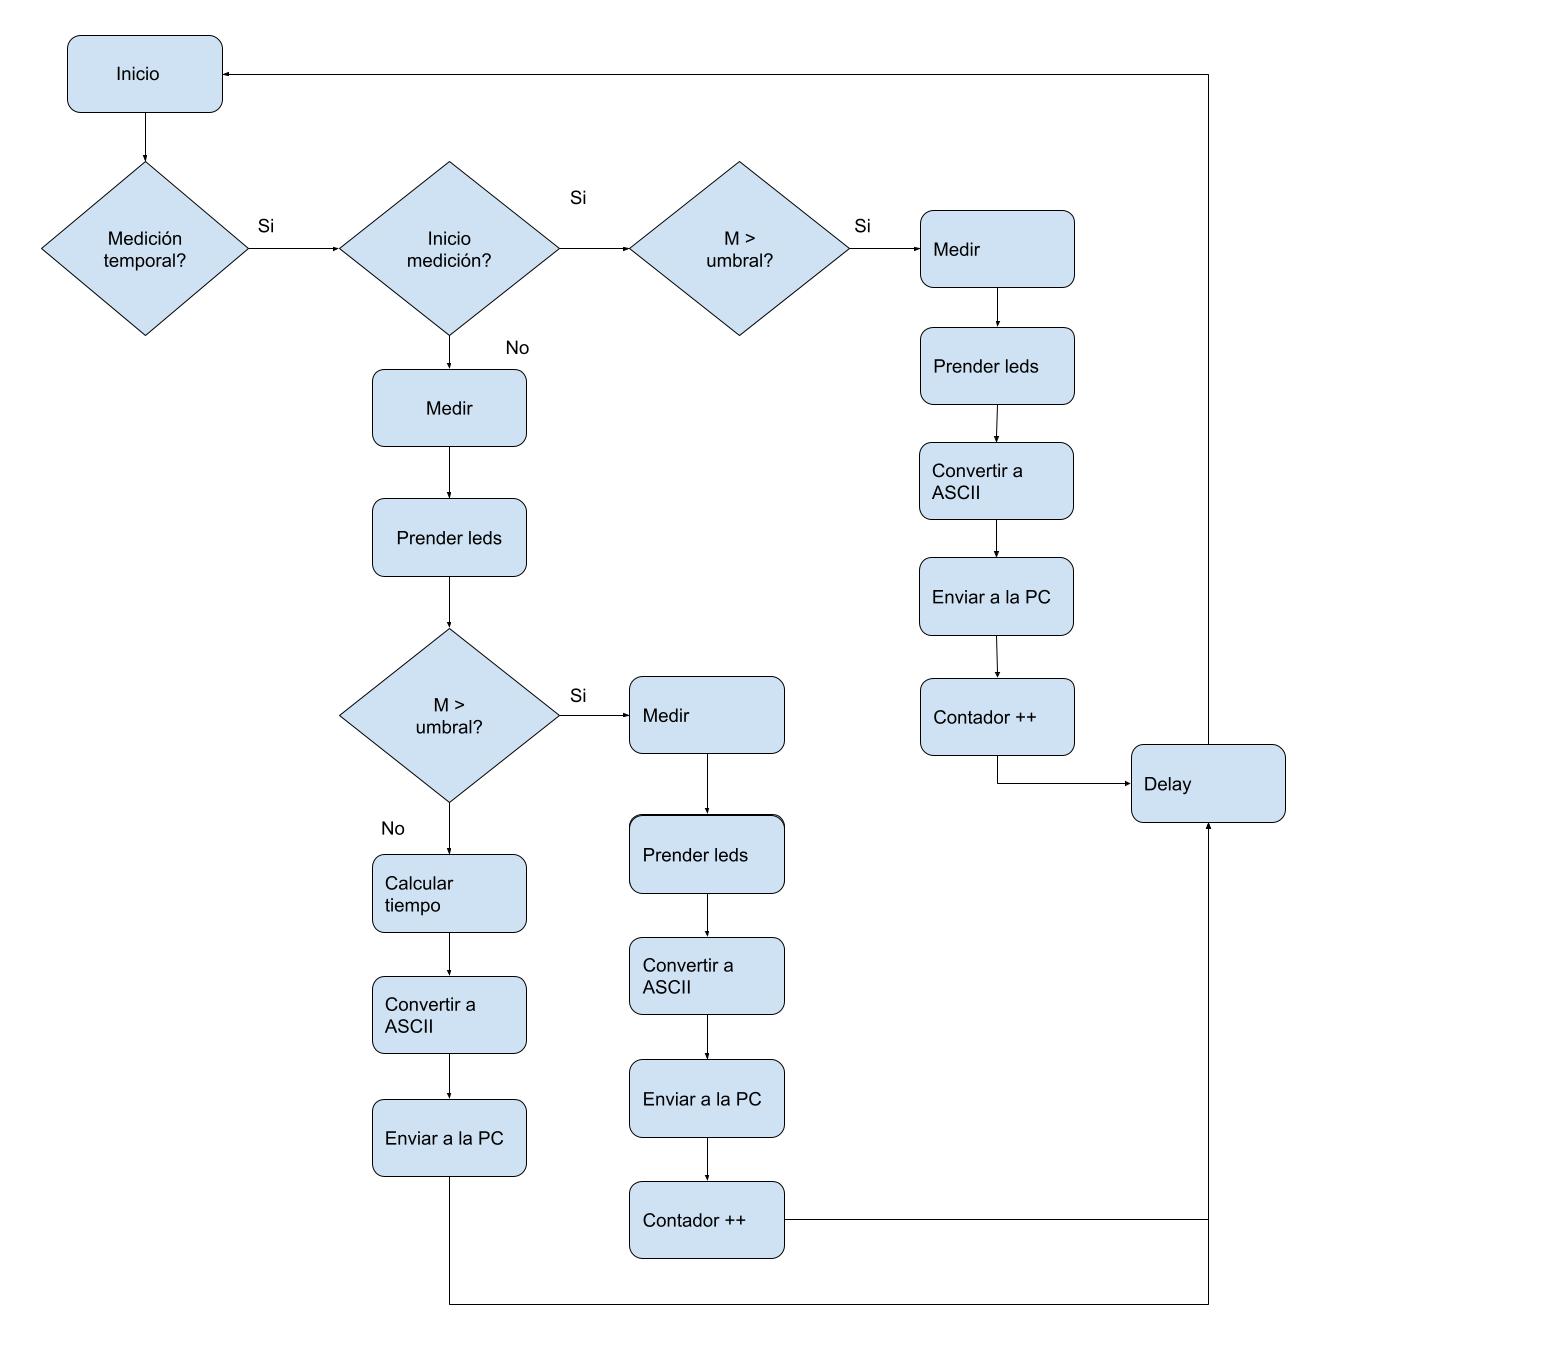 Inicio
Medición
temporal?
Si
Inicio
medición?
Si
M >
umbral?
Si
Medir
Prender leds
Convertir a
ASCII
Enviar a la PC
Contador ++
Delay
No
Medir
Prender leds
M >
umbral?
Si
Medir
Prender leds
Convertir a
ASCII
Enviar a la PC
Contador ++
No
Calcular
tiempo
Convertir a
ASCII
Enviar a la PC